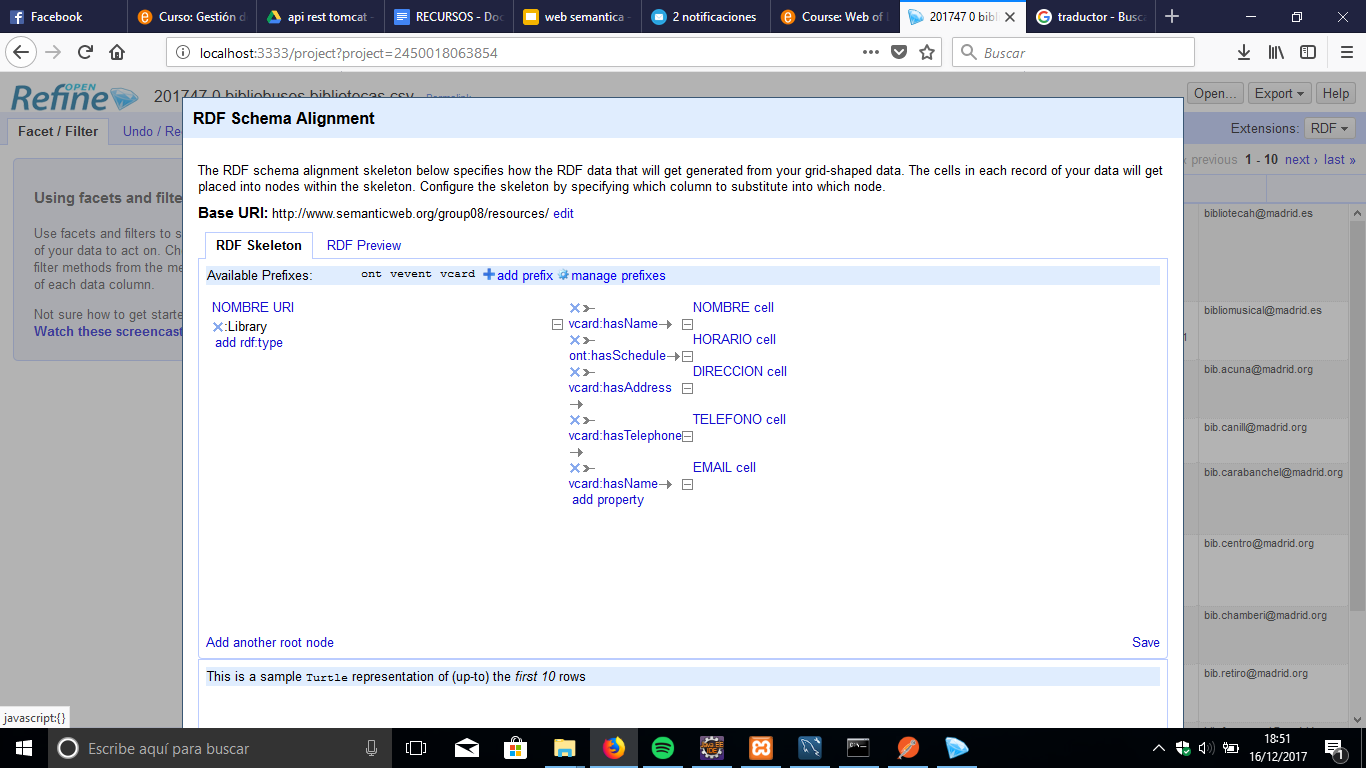 Facebook
Curso: Gestión d
api rest tomcat -
RECURSOS - Doc
web semantica -
2 notificaciones
Course: Web of
201747 0 bibl
traductor - Busc
localhost:3333/project?project=2450018063854
Buscar
OPEN
Refine
201747 0 bibliobuses bibliotecas.csv
Permalink
Open...
Export
Help
Facet / Filter
Undo / Re
Extensions:
RDF
previous 1 - 10 next › last »
Using facets and filte
Use facets and filters to s
of your data to act on. Ch
filter methods from the me
of each data column.
Not sure how to get starte
Watch these screencast
RDF Schema Alignment
The RDF schema alignment skeleton below specifies how the RDF data that will get generated from your grid-shaped data. The cells in each record of your data will get
placed into nodes within the skeleton. Configure the skeleton by specifying which column to substitute into which node.
Base URI: http://www.semanticweb.org/group08/resources/ edit
RDF Skeleton
RDF Preview
Available Prefixes: ont vevent vcard add prefix manage prefixes
NOMBRE URI
:Library
add rdf:type
NOMBRE cell
vcard:hasName
HORARIO cell
ont:hasSchedule
DIRECCION cell
vcard:hasAddress
TELEFONO cell
vcard:hasTelephone
EMAIL cell
vcard:hasName
add property
Add another root node
Save
This is a sample Turtle representation of (up-to) the first 10 rows
bibliotecah@madrid.es
bibliomusical@madrid.es
1
bib.acuna@madrid.org
bib.canill@madrid.org
bib.carabanchel@madrid.org
bib.centro@madrid.org
bib.chamberi@madrid.org
bib.retiro@madrid.org
javascript:{}
Escribe aquí para buscar
JAVA EE
IDE
18:51
16/12/2017
1